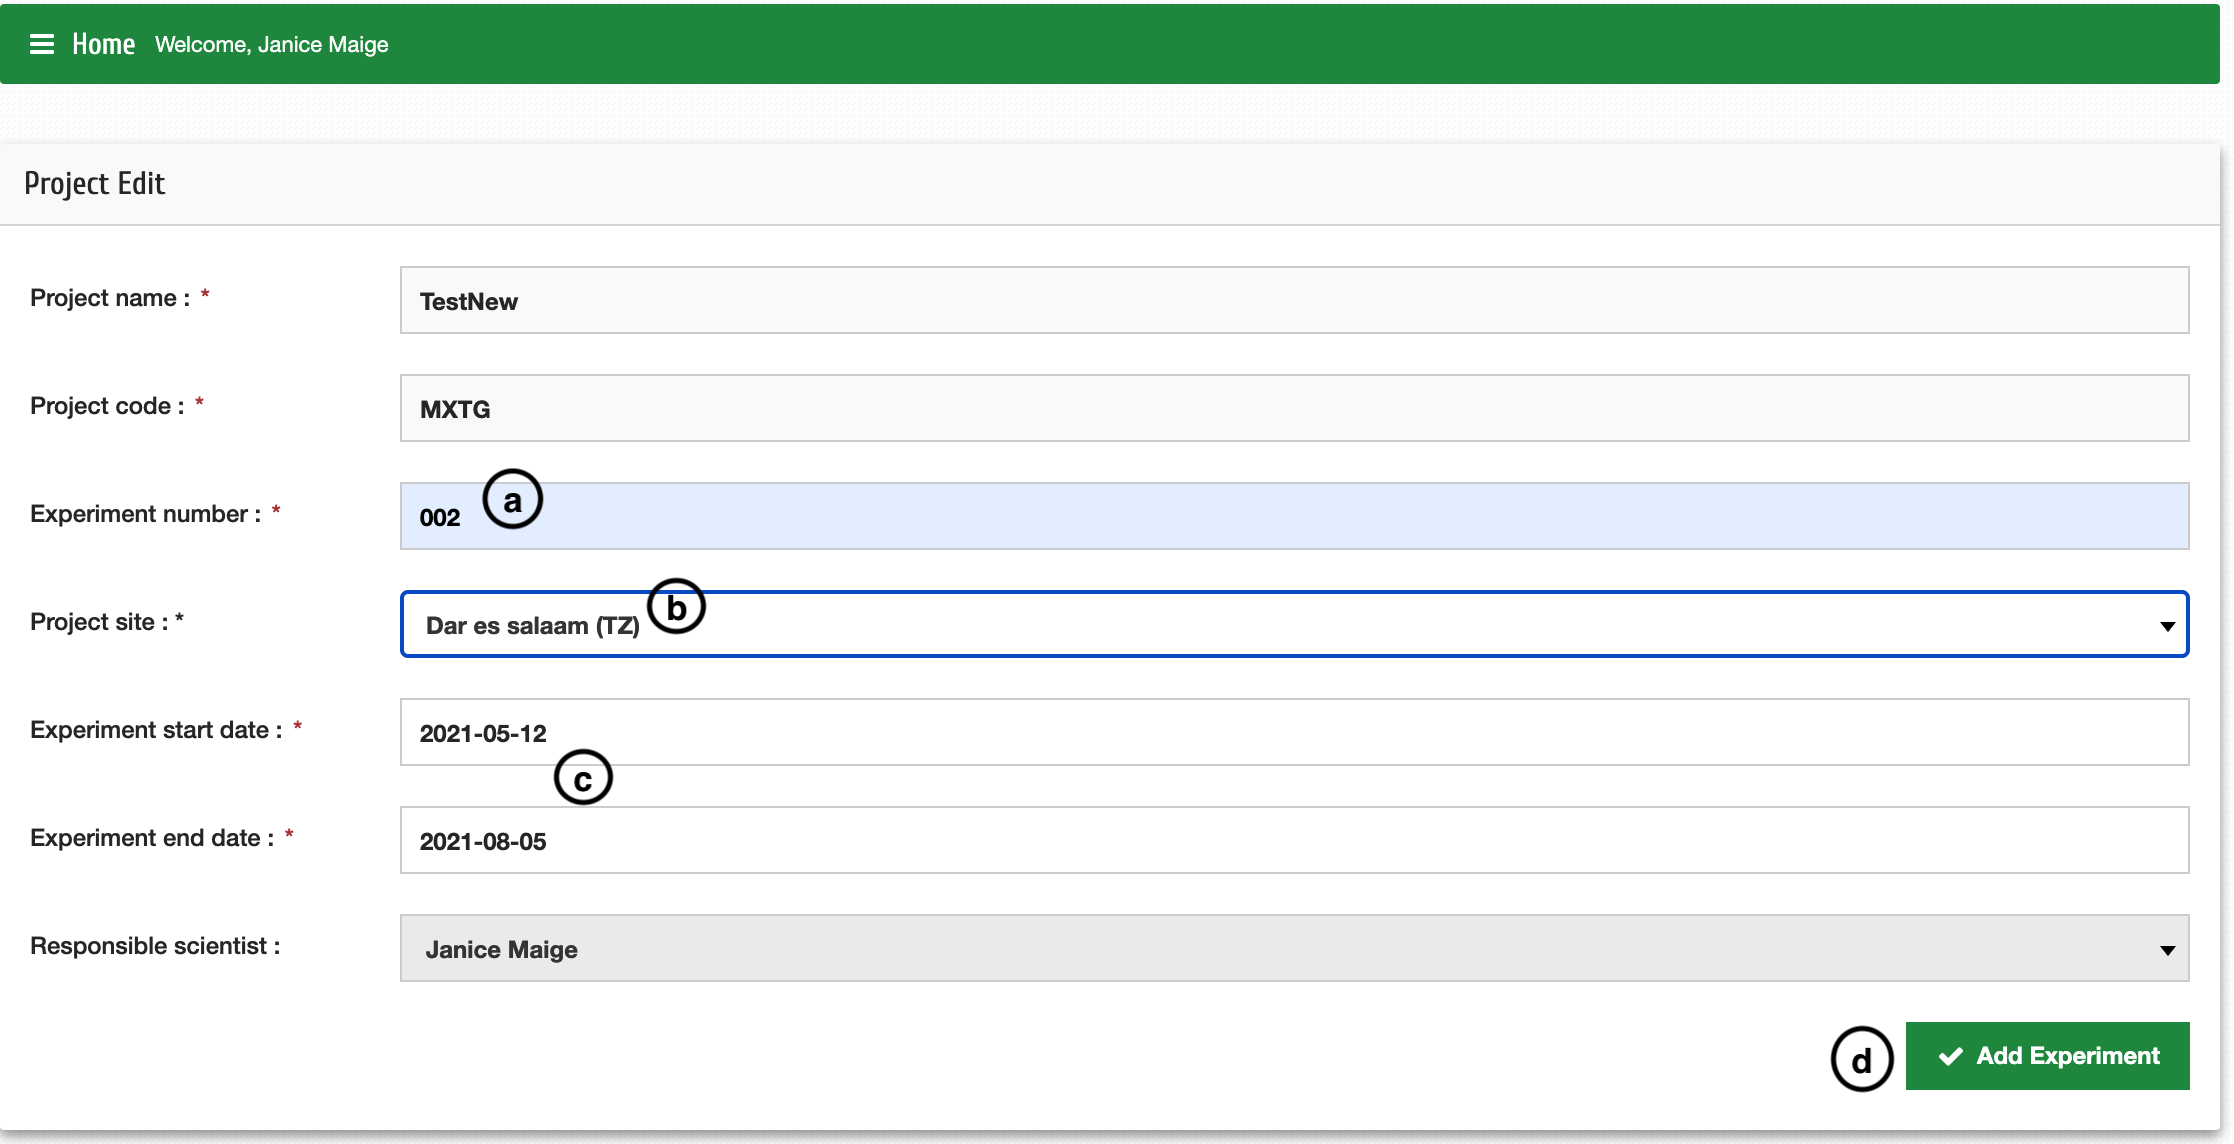 Home Welcome, Janice Maige
Project Edit
Project name : * TestNew
Project code : * MXTG
Experiment number : * 002 a
Project site : * Dar es salaam (TZ) b
Experiment start date : * 2021-05-12
c
Experiment end date : * 2021-08-05
Responsible scientist : Janice Maige
d Add Experiment